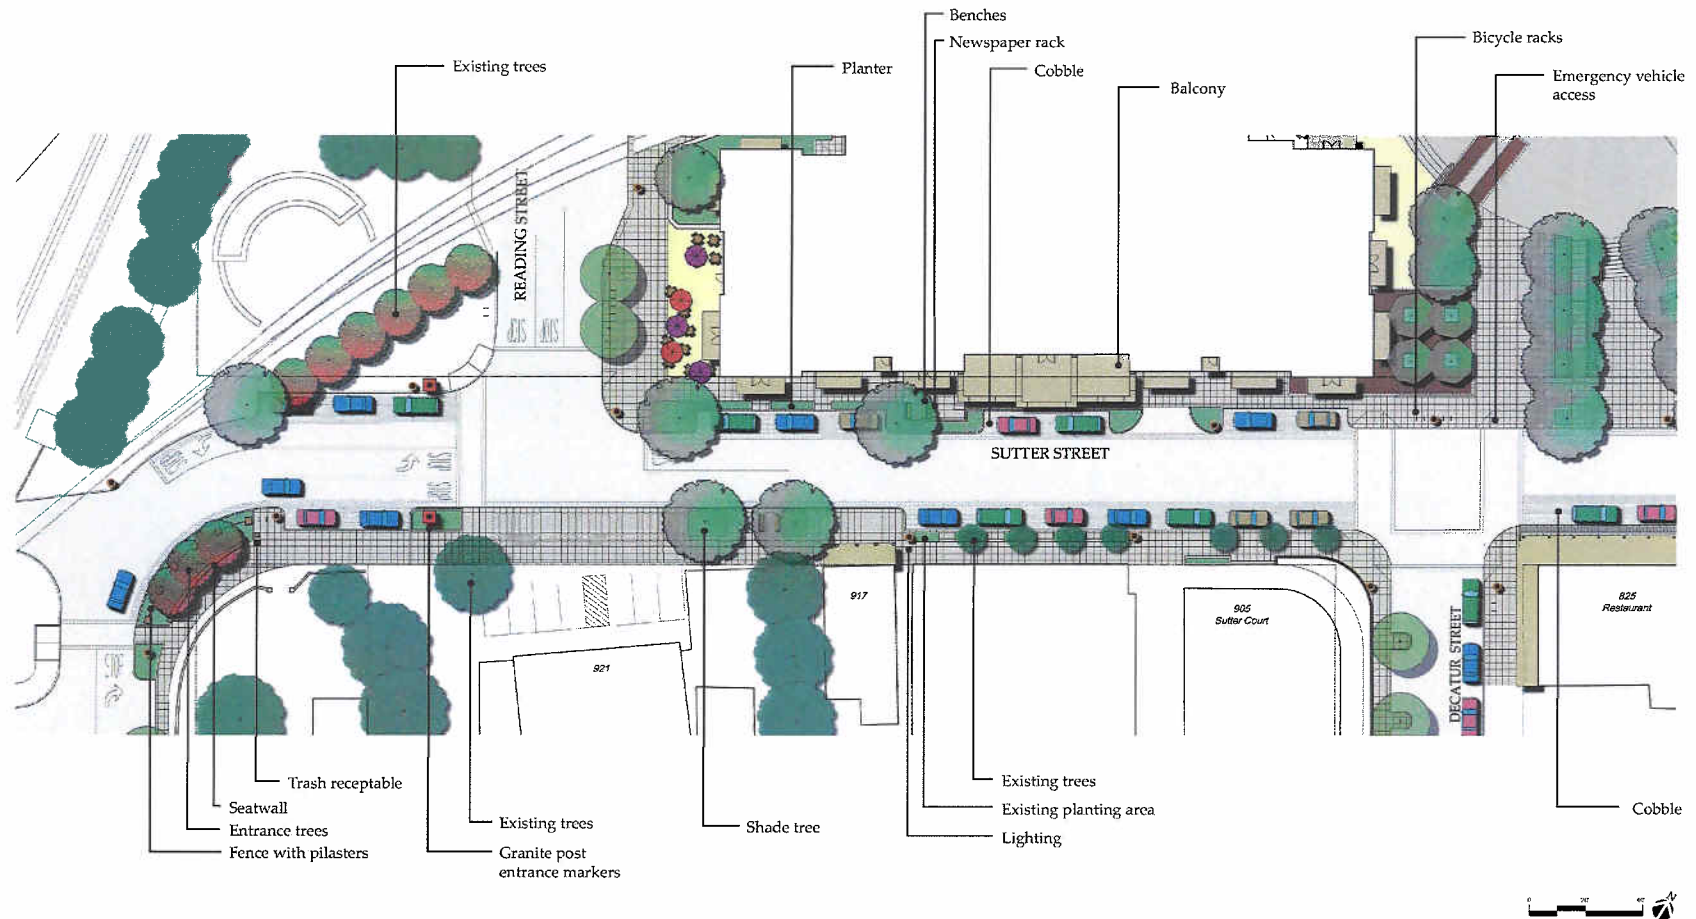 Benches
Newspaper rack
Bicycle racks
Existing trees
Planter
Cobble
Emergency vehicle
access
Balcony
READING STREET
STOP
SUTTER STREET
917
905
Sutter Court
825
Restaurant
921
DECATUR STREET
Trash receptable
Existing trees
Seatwall
Existing planting area
Cobble
Existing trees
Shade tree
Entrance trees
Lighting
Fence with pilasters
Granite post
entrance markers